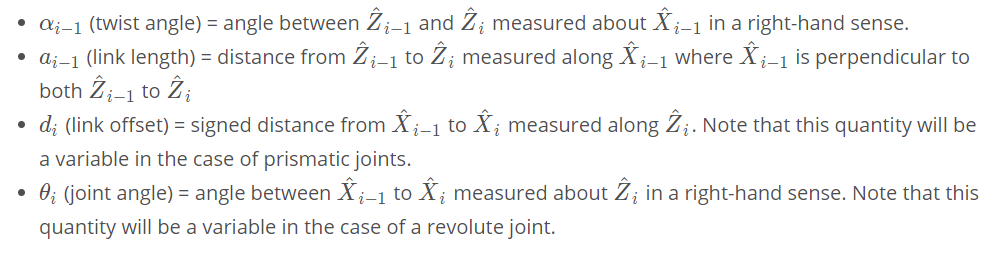 • α_{i−1} (twist angle) = angle between Ẑ_{i−1} and Ẑ_i measured about X̂_{i−1} in a right-hand sense.
• a_{i−1} (link length) = distance from Ẑ_{i−1} to Ẑ_i measured along X̂_{i−1} where X̂_{i−1} is perpendicular to
both Ẑ_{i−1} to Ẑ_i
• d_i (link offset) = signed distance from X̂_{i−1} to X̂_i measured along Ẑ_i. Note that this quantity will be
a variable in the case of prismatic joints.
• θ_i (joint angle) = angle between X̂_{i−1} to X̂_i measured about Ẑ_i in a right-hand sense. Note that this
quantity will be a variable in the case of a revolute joint.